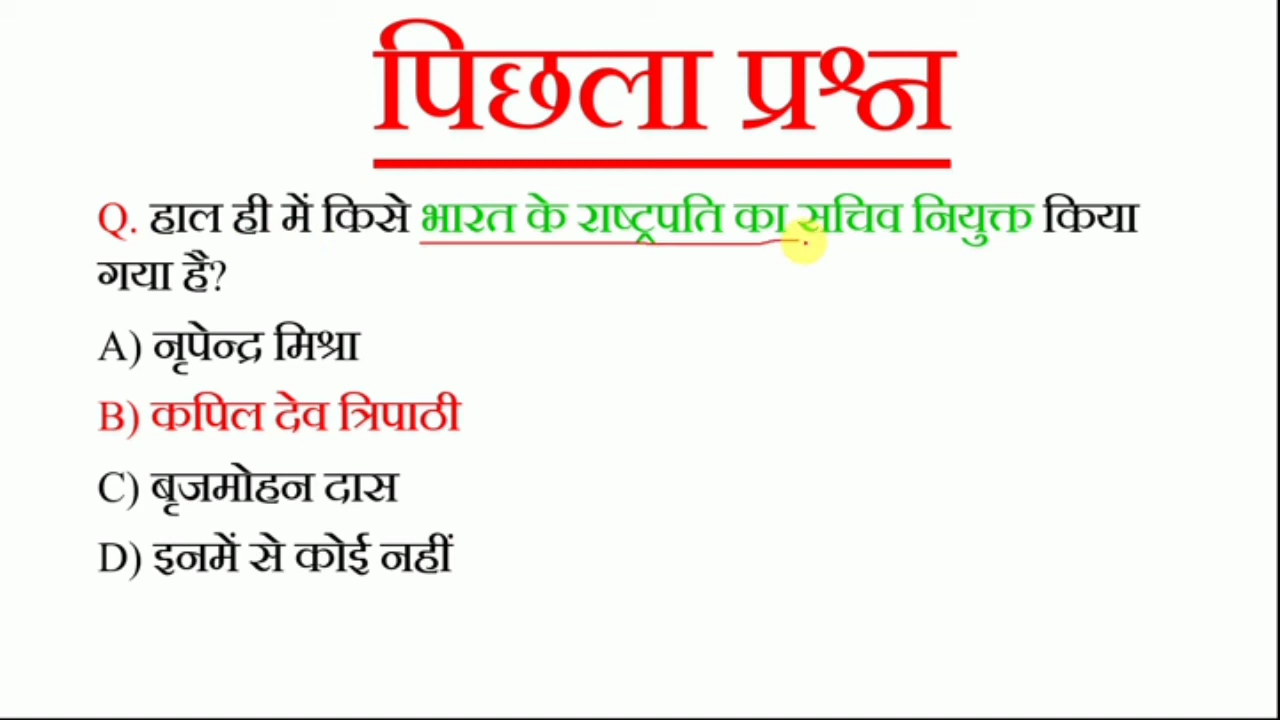 पिछला प्रश्न
Q. हाल ही में किसे भारत के राष्ट्रपति का सचिव नियुक्त किया
गया है?
A) नृपेन्द्र मिश्रा
B) कपिल देव त्रिपाठी
C) बृजमोहन दास
D) इनमें से कोई नहीं